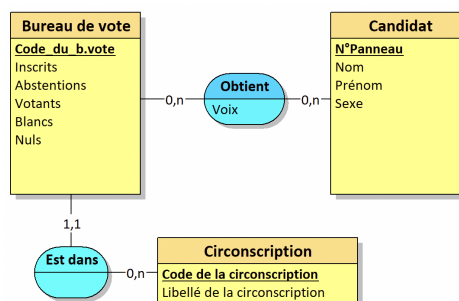 Bureau de vote
Code_du_b.vote
Inscrits
Abstentions
Votants
Blancs
Nuls
0,n
Obtient
Voix
0,n
Candidat
N°Panneau
Nom
Prénom
Sexe
1,1
Est dans
0,n
Circonscription
Code de la circonscription
Libellé de la circonscription